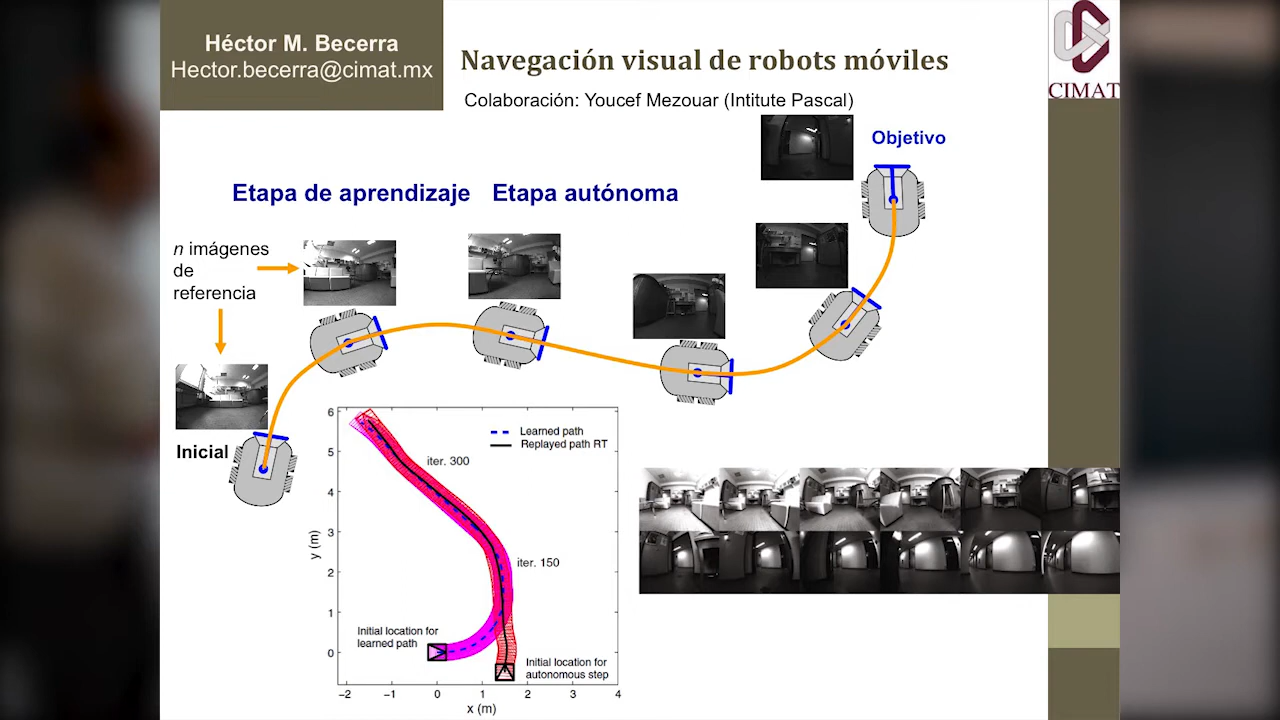 Héctor M. Becerra
Hector.becerra@cimat.mx
Navegación visual de robots móviles
Colaboración: Youcef Mezouar (Intitute Pascal)
CIMAT
Objetivo
Etapa de aprendizaje
Etapa autónoma
n imágenes
de
referencia
Inicial
Learned path
Replayed path RT
iter. 300
iter. 150
Initial location for
learned path
Initial location for
autonomous step
y (m)
6
5
4
3
2
1
0
−2
−1
0
1
2
3
4
x (m)